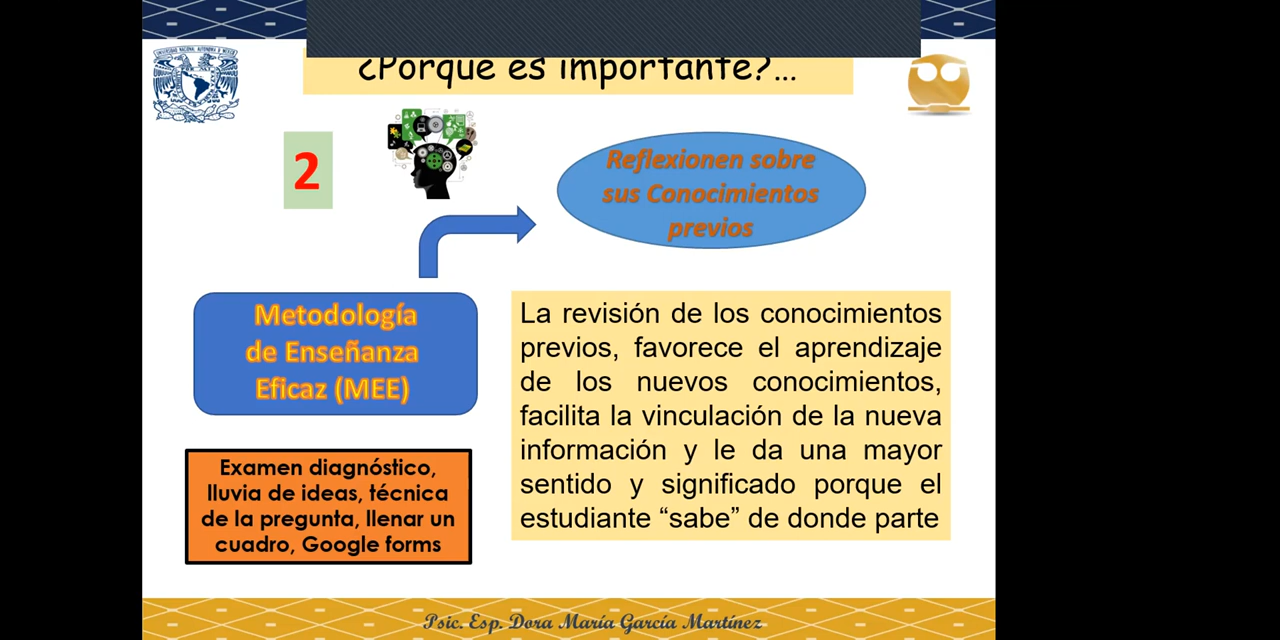 ¿Porque es importante?...
2
Reflexionen sobre
sus Conocimientos
previos
Metodología
de Enseñanza
Eficaz (MEE)
La revisión de los conocimientos
previos, favorece el aprendizaje
de los nuevos conocimientos,
facilita la vinculación de la nueva
información y le da una mayor
sentido y significado porque el
estudiante “sabe” de donde parte
Examen diagnóstico,
lluvia de ideas, técnica
de la pregunta, llenar un
cuadro, Google forms
Psic. Esp. Dora María García Martínez